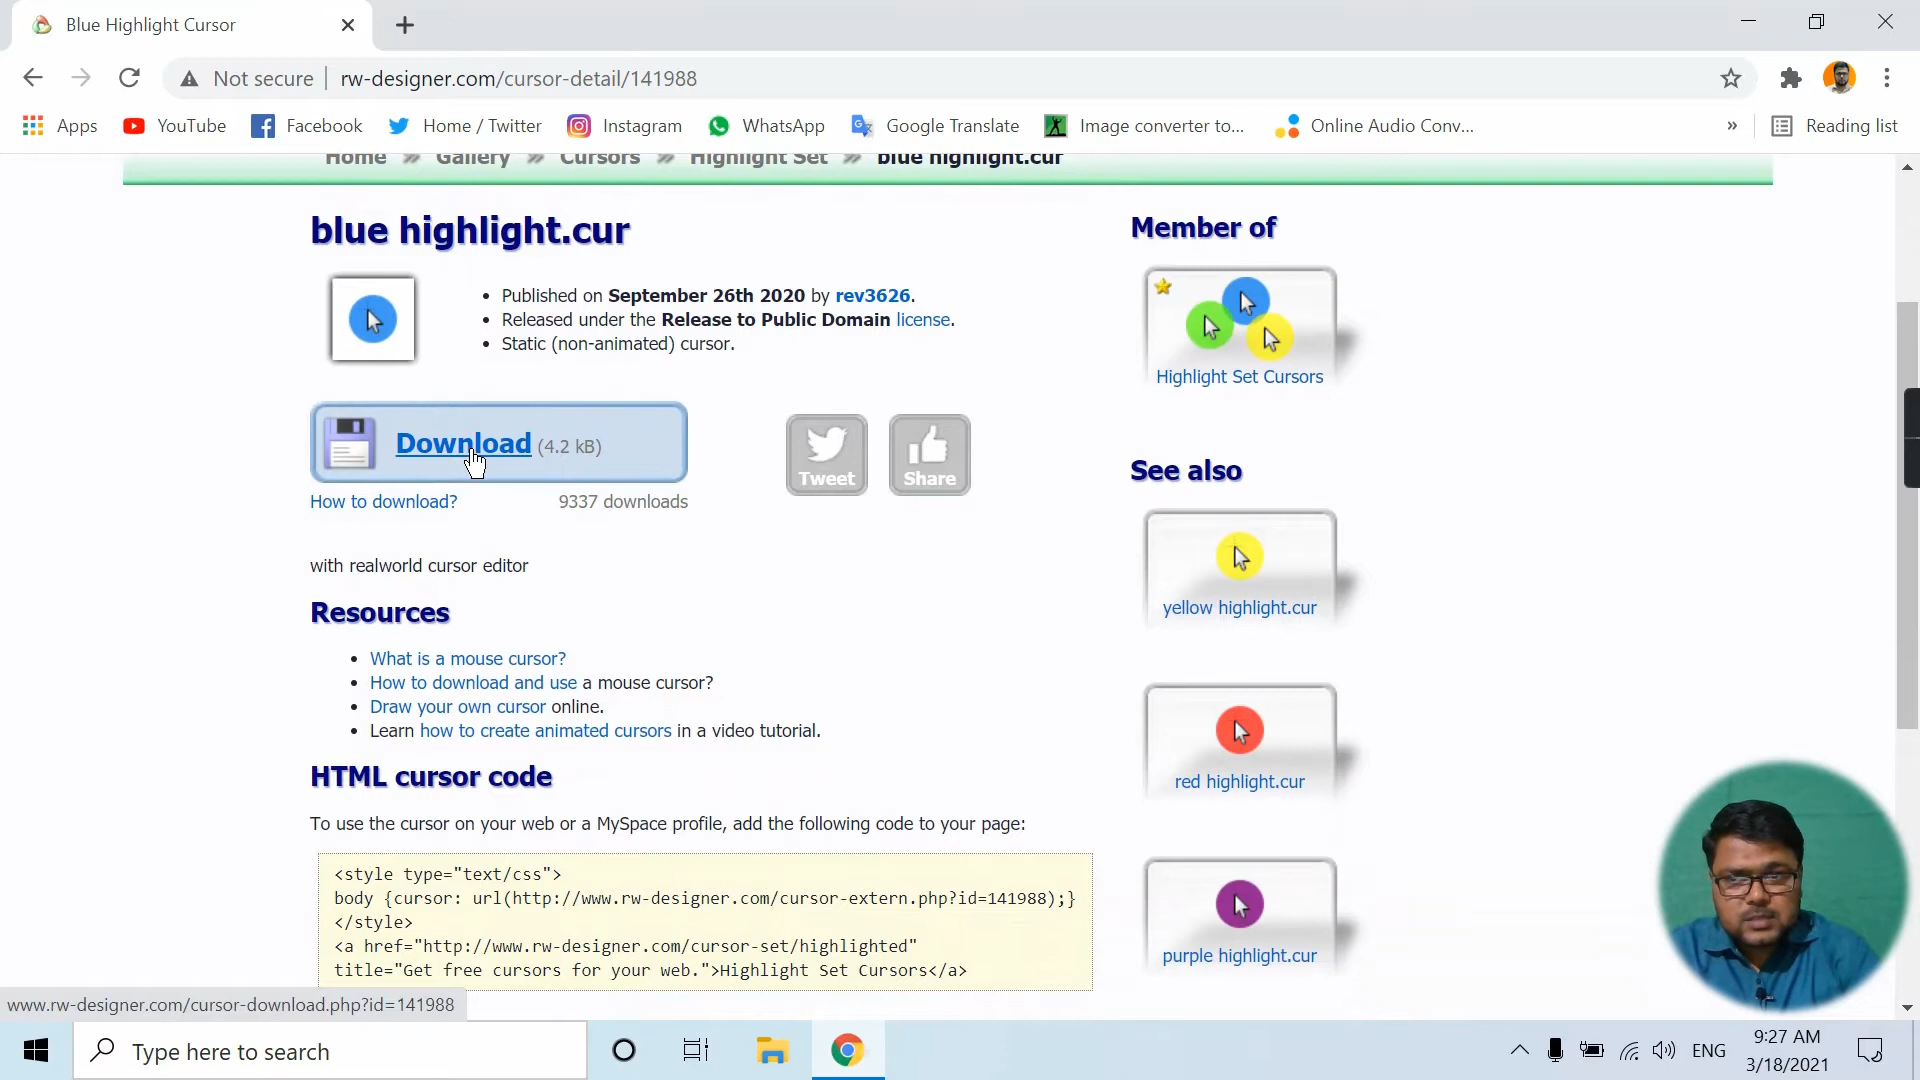 Blue Highlight Cursor
Not secure
rw-designer.com/cursor-detail/141988
Apps
YouTube
Facebook
Home / Twitter
Instagram
WhatsApp
Google Translate
Image converter to...
Online Audio Conv...
»
Reading list
Home » Gallery » Cursors » Highlight Set » blue highlight.cur
blue highlight.cur
• Published on September 26th 2020 by rev3626.
• Released under the Release to Public Domain license.
• Static (non-animated) cursor.
Download (4.2 kB)
How to download?
9337 downloads
Tweet
Share
with realworld cursor editor
Resources
• What is a mouse cursor?
• How to download and use a mouse cursor?
• Draw your own cursor online.
• Learn how to create animated cursors in a video tutorial.
HTML cursor code
To use the cursor on your web or a MySpace profile, add the following code to your page:
<style type="text/css">
body {cursor: url(http://www.rw-designer.com/cursor-extern.php?id=141988);}
</style>
<a href="http://www.rw-designer.com/cursor-set/highlighted"
title="Get free cursors for your web.">Highlight Set Cursors</a>
Member of
Highlight Set Cursors
See also
yellow highlight.cur
red highlight.cur
purple highlight.cur
www.rw-designer.com/cursor-download.php?id=141988
Type here to search
ENG
9:27 AM
3/18/2021